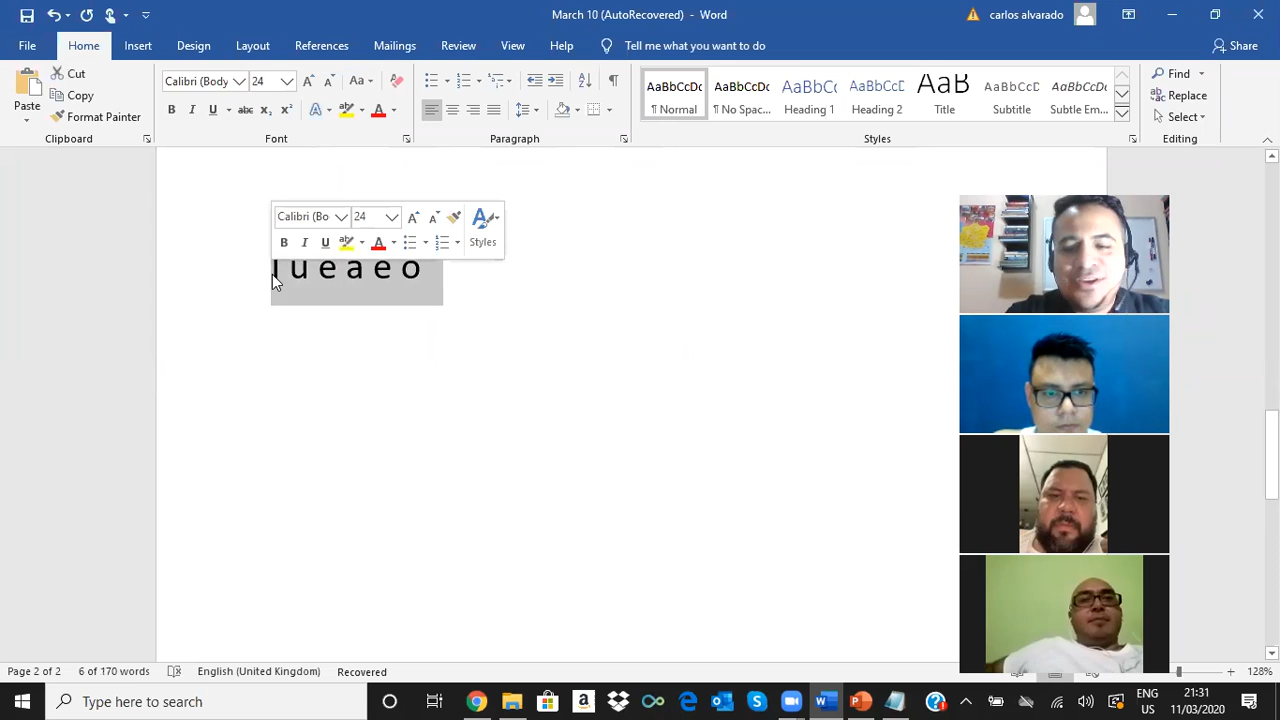 March 10 (AutoRecovered) - Word
carlos alvarado
File Home Insert Design Layout References Mailings Review View Help Tell me what you want to do Share
Paste
Cut
Copy
Format Painter
Clipboard
Calibri (Body 24
Font
Paragraph
AaBbCcDc AaBbCcDc AaBbCc AaBbCcD AaB AaBbCcD AaBbCcDc
¶ Normal ¶ No Spac... Heading 1 Heading 2 Title Subtitle Subtle Em...
Styles
Find
Replace
Select
Editing
Calibri (Bo 24
Styles
I u e a e o
Page 2 of 2 6 of 170 words English (United Kingdom) Recovered 128%
Type here to search
ENG
US
21:31
11/03/2020